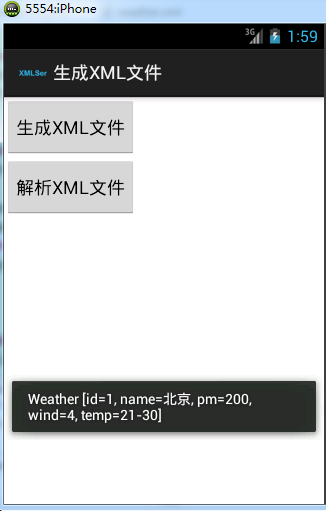 5554:iPhone
3G 1:59
XMLSer 生成XML文件
生成XML文件
解析XML文件
Weather [id=1, name=北京, pm=200,
wind=4, temp=21-30]